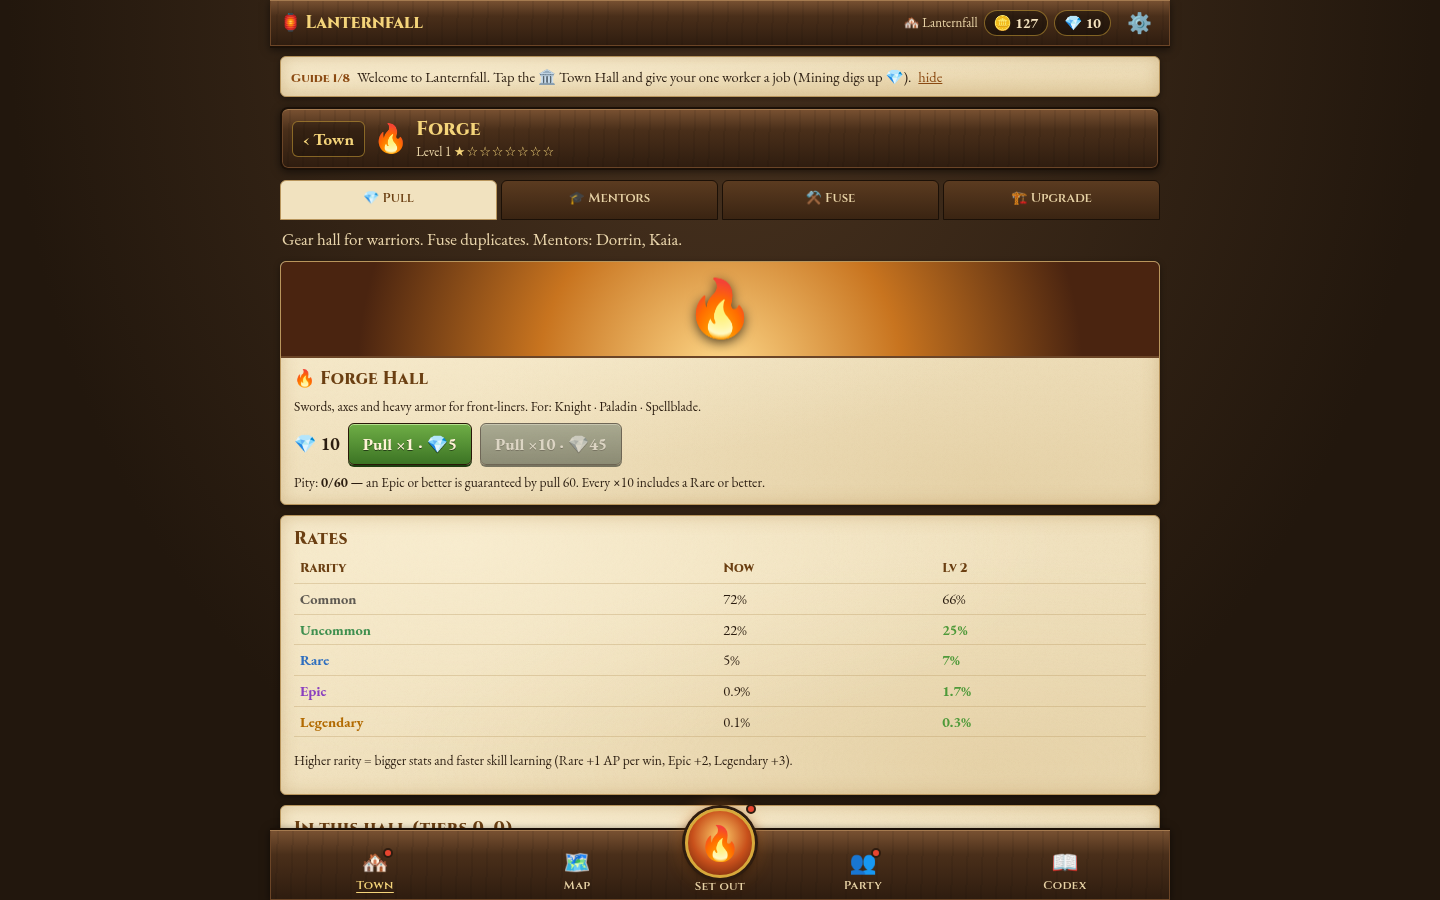 Lanternfall
Lanternfall 127 10
Guide 1/8 Welcome to Lanternfall. Tap the Town Hall and give your one worker a job (Mining digs up). hide
‹ Town
Forge
Level 1 ★☆☆☆☆☆☆☆
Pull Mentors Fuse Upgrade
Gear hall for warriors. Fuse duplicates. Mentors: Dorrin, Kaia.
Forge Hall
Swords, axes and heavy armor for front-liners. For: Knight · Paladin · Spellblade.
10 Pull ×1 · 5 Pull ×10 · 45
Pity: 0/60 — an Epic or better is guaranteed by pull 60. Every ×10 includes a Rare or better.
Rates
Rarity Now Lv 2
Common 72% 66%
Uncommon 22% 25%
Rare 5% 7%
Epic 0.9% 1.7%
Legendary 0.1% 0.3%
Higher rarity = bigger stats and faster skill learning (Rare +1 AP per win, Epic +2, Legendary +3).
In this hall (tiers 0–0)
Town Map Set out Party Codex